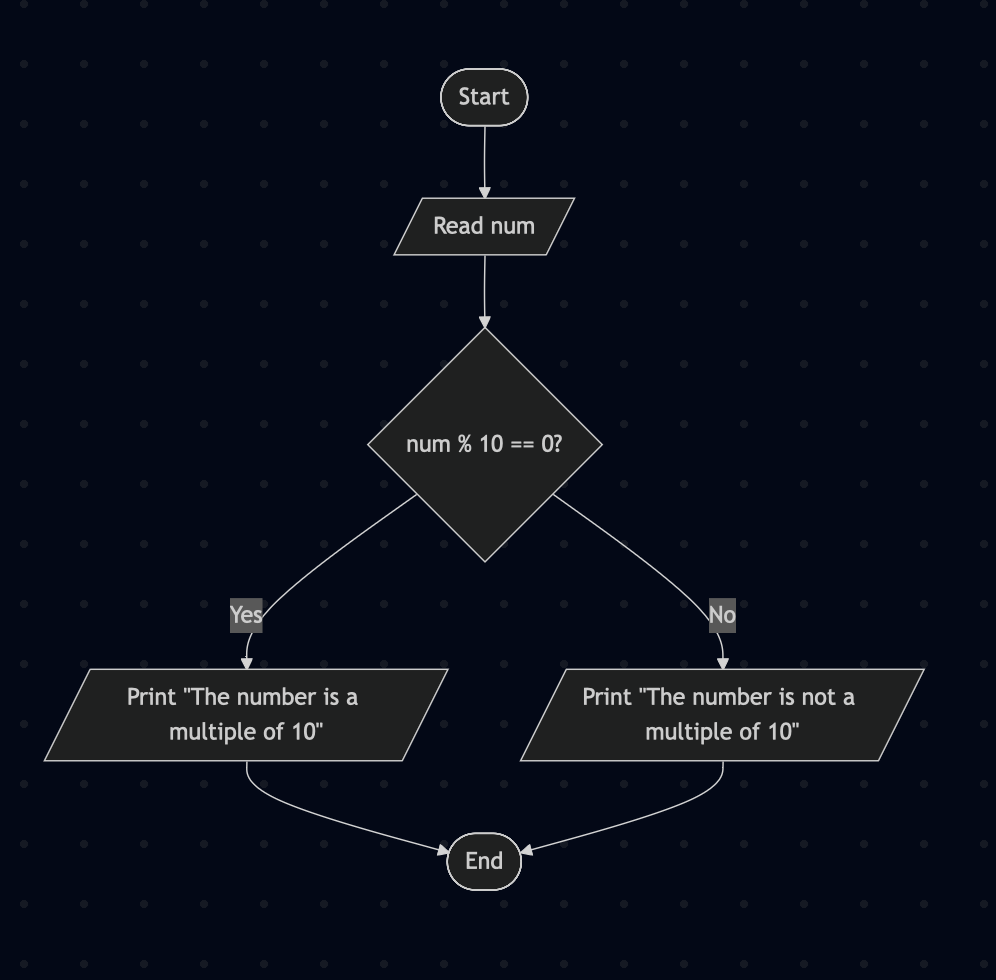 Start
Read num
num % 10 == 0?
Yes
No
Print "The number is a
multiple of 10"
Print "The number is not a
multiple of 10"
End